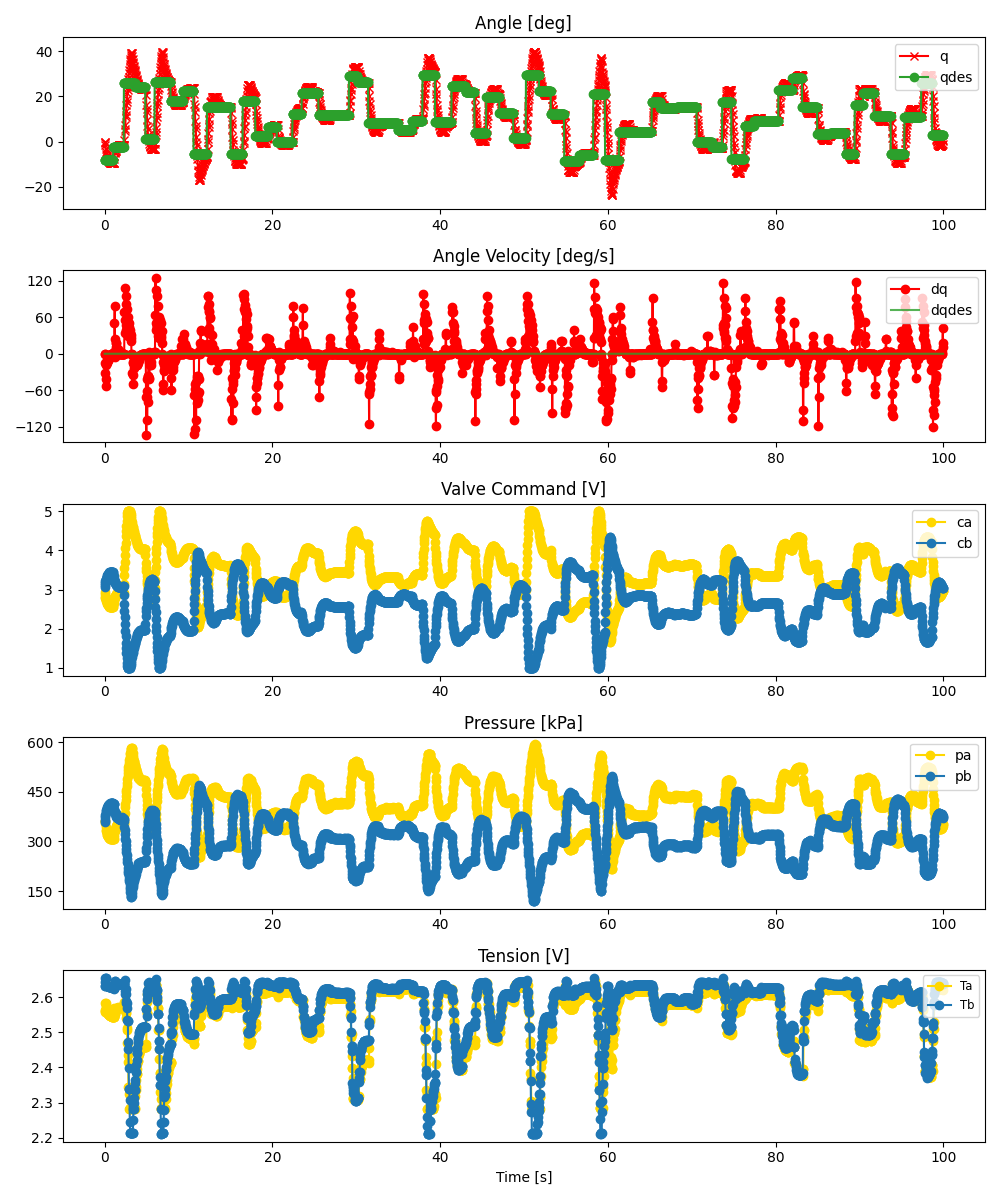 Angle [deg]
40
20
0
−20
q
qdes
0 20 40 60 80 100
Angle Velocity [deg/s]
120
60
0
−60
−120
dq
dqdes
0 20 40 60 80 100
Valve Command [V]
5
4
3
2
1
ca
cb
0 20 40 60 80 100
Pressure [kPa]
600
450
300
150
pa
pb
0 20 40 60 80 100
Tension [V]
2.6
2.5
2.4
2.3
2.2
Ta
Tb
0 20 40 60 80 100
Time [s]